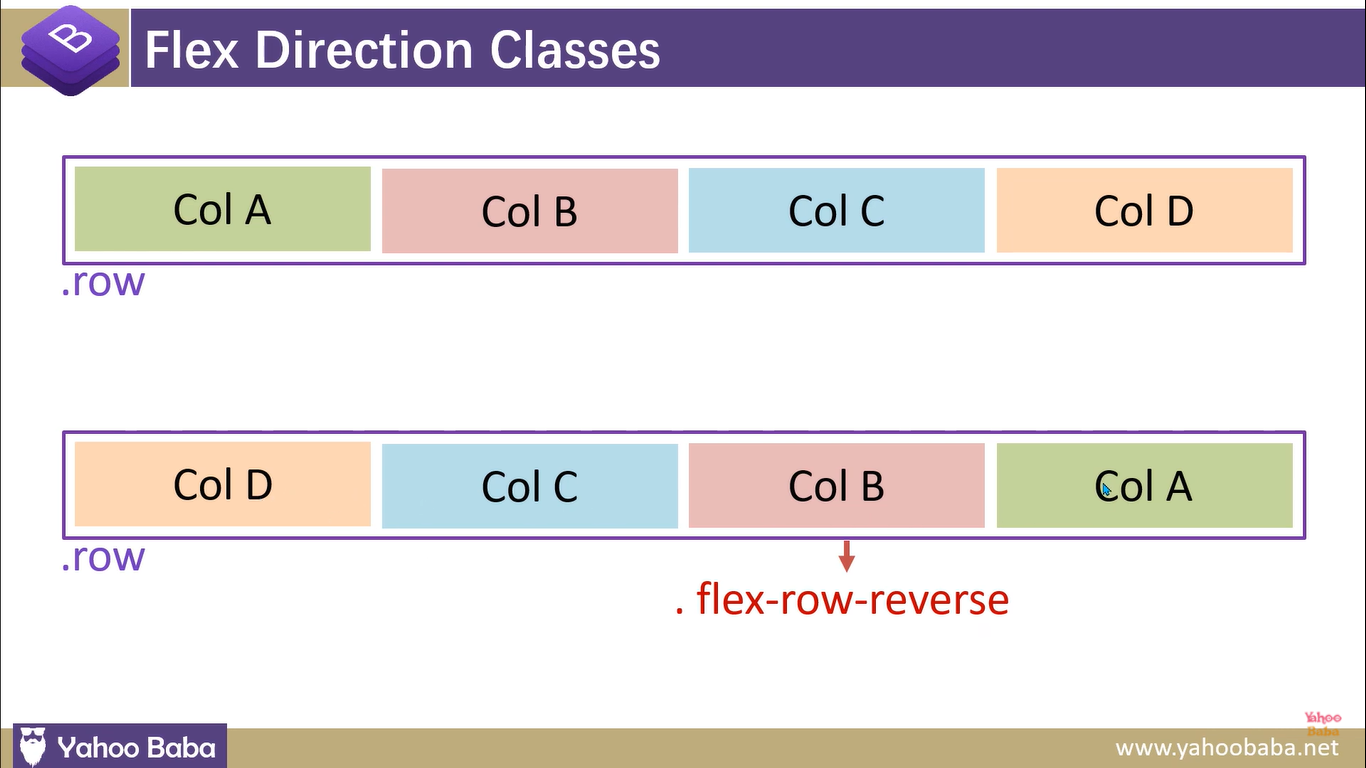 B
Flex Direction Classes
Col A
Col B
Col C
Col D
.row
Col D
Col C
Col B
Col A
.row
. flex-row-reverse
Yahoo Baba
Yahoo
Baba
www.yahoobaba.net